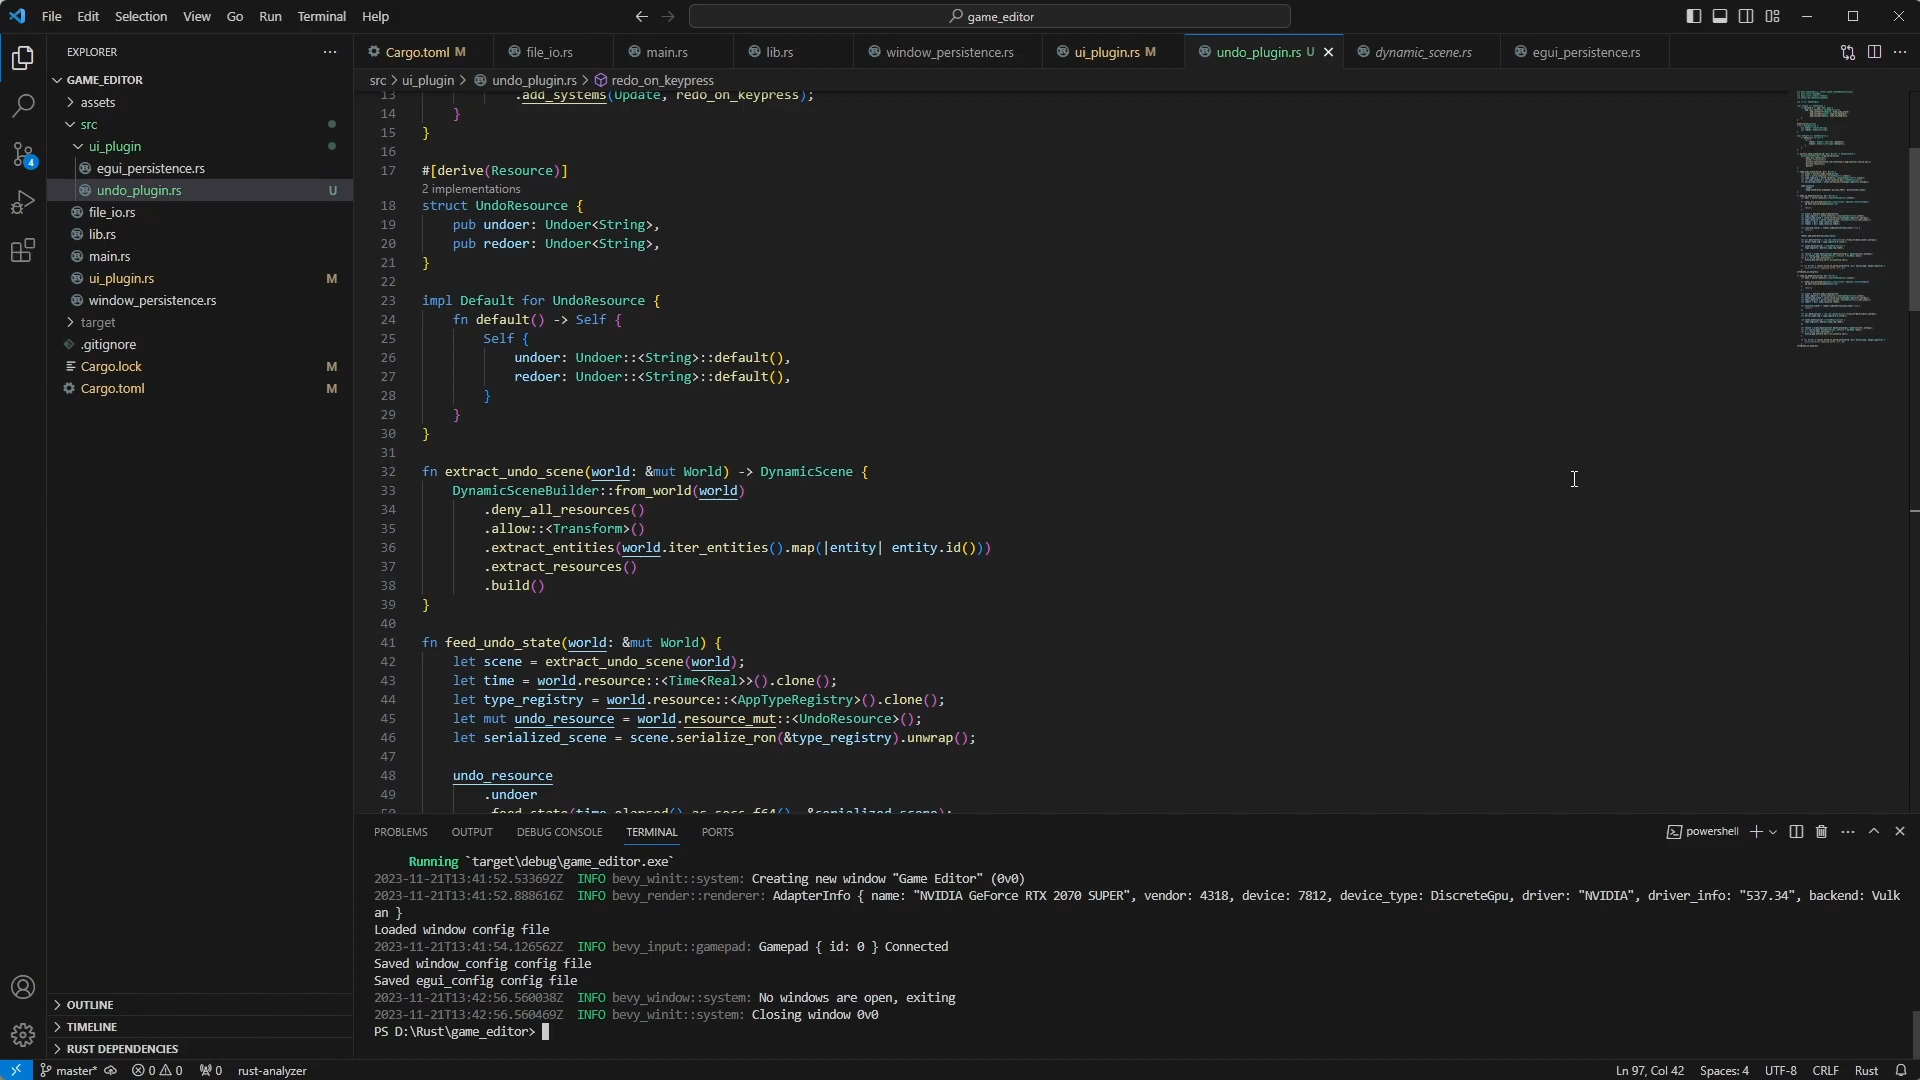 File Edit Selection View Go Run Terminal Help
game_editor
EXPLORER
Cargo.toml M
file_io.rs
main.rs
lib.rs
window_persistence.rs
ui_plugin.rs M
undo_plugin.rs U
dynamic_scene.rs
egui_persistence.rs
src > ui_plugin > undo_plugin.rs > redo_on_keypress
GAME_EDITOR
assets
src
ui_plugin
egui_persistence.rs
undo_plugin.rs U
file_io.rs
lib.rs
main.rs
ui_plugin.rs M
window_persistence.rs
target
.gitignore
Cargo.lock M
Cargo.toml M
4
OUTLINE
TIMELINE
RUST DEPENDENCIES
13 .add_systems(Update, redo_on_keypress);
14 }
15 }
16
17 #[derive(Resource)]
2 implementations
18 struct UndoResource {
19 pub undoer: Undoer<String>,
20 pub redoer: Undoer<String>,
21 }
22
23 impl Default for UndoResource {
24 fn default() -> Self {
25 Self {
26 undoer: Undoer::<String>::default(),
27 redoer: Undoer::<String>::default(),
28 }
29 }
30 }
31
32 fn extract_undo_scene(world: &mut World) -> DynamicScene {
33 DynamicSceneBuilder::from_world(world)
34 .deny_all_resources()
35 .allow::<Transform>()
36 .extract_entities(world.iter_entities().map(|entity| entity.id()))
37 .extract_resources()
38 .build()
39 }
40
41 fn feed_undo_state(world: &mut World) {
42 let scene = extract_undo_scene(world);
43 let time = world.resource::<Time<Real>>().clone();
44 let type_registry = world.resource::<AppTypeRegistry>().clone();
45 let mut undo_resource = world.resource_mut::<UndoResource>();
46 let serialized_scene = scene.serialize_ron(&type_registry).unwrap();
47
48 undo_resource
49 .undoer
50 .feed_state(time.elapsed().as_secs_f64(), &serialized_scene);
PROBLEMS OUTPUT DEBUG CONSOLE TERMINAL PORTS
powershell
Running `target\debug\game_editor.exe`
2023-11-21T13:41:52.533692Z INFO bevy_winit::system: Creating new window "Game Editor" (0v0)
2023-11-21T13:41:52.888616Z INFO bevy_render::renderer: AdapterInfo { name: "NVIDIA GeForce RTX 2070 SUPER", vendor: 4318, device: 7812, device_type: DiscreteGpu, driver: "NVIDIA", driver_info: "537.34", backend: Vulk
an }
Loaded window config file
2023-11-21T13:41:54.126562Z INFO bevy_input::gamepad: Gamepad { id: 0 } Connected
Saved window_config config file
Saved egui_config config file
2023-11-21T13:42:56.560038Z INFO bevy_window::system: No windows are open, exiting
2023-11-21T13:42:56.560469Z INFO bevy_winit::system: Closing window 0v0
PS D:\Rust\game_editor>
master* 0 0 0 rust-analyzer
Ln 97, Col 42 Spaces: 4 UTF-8 CRLF Rust